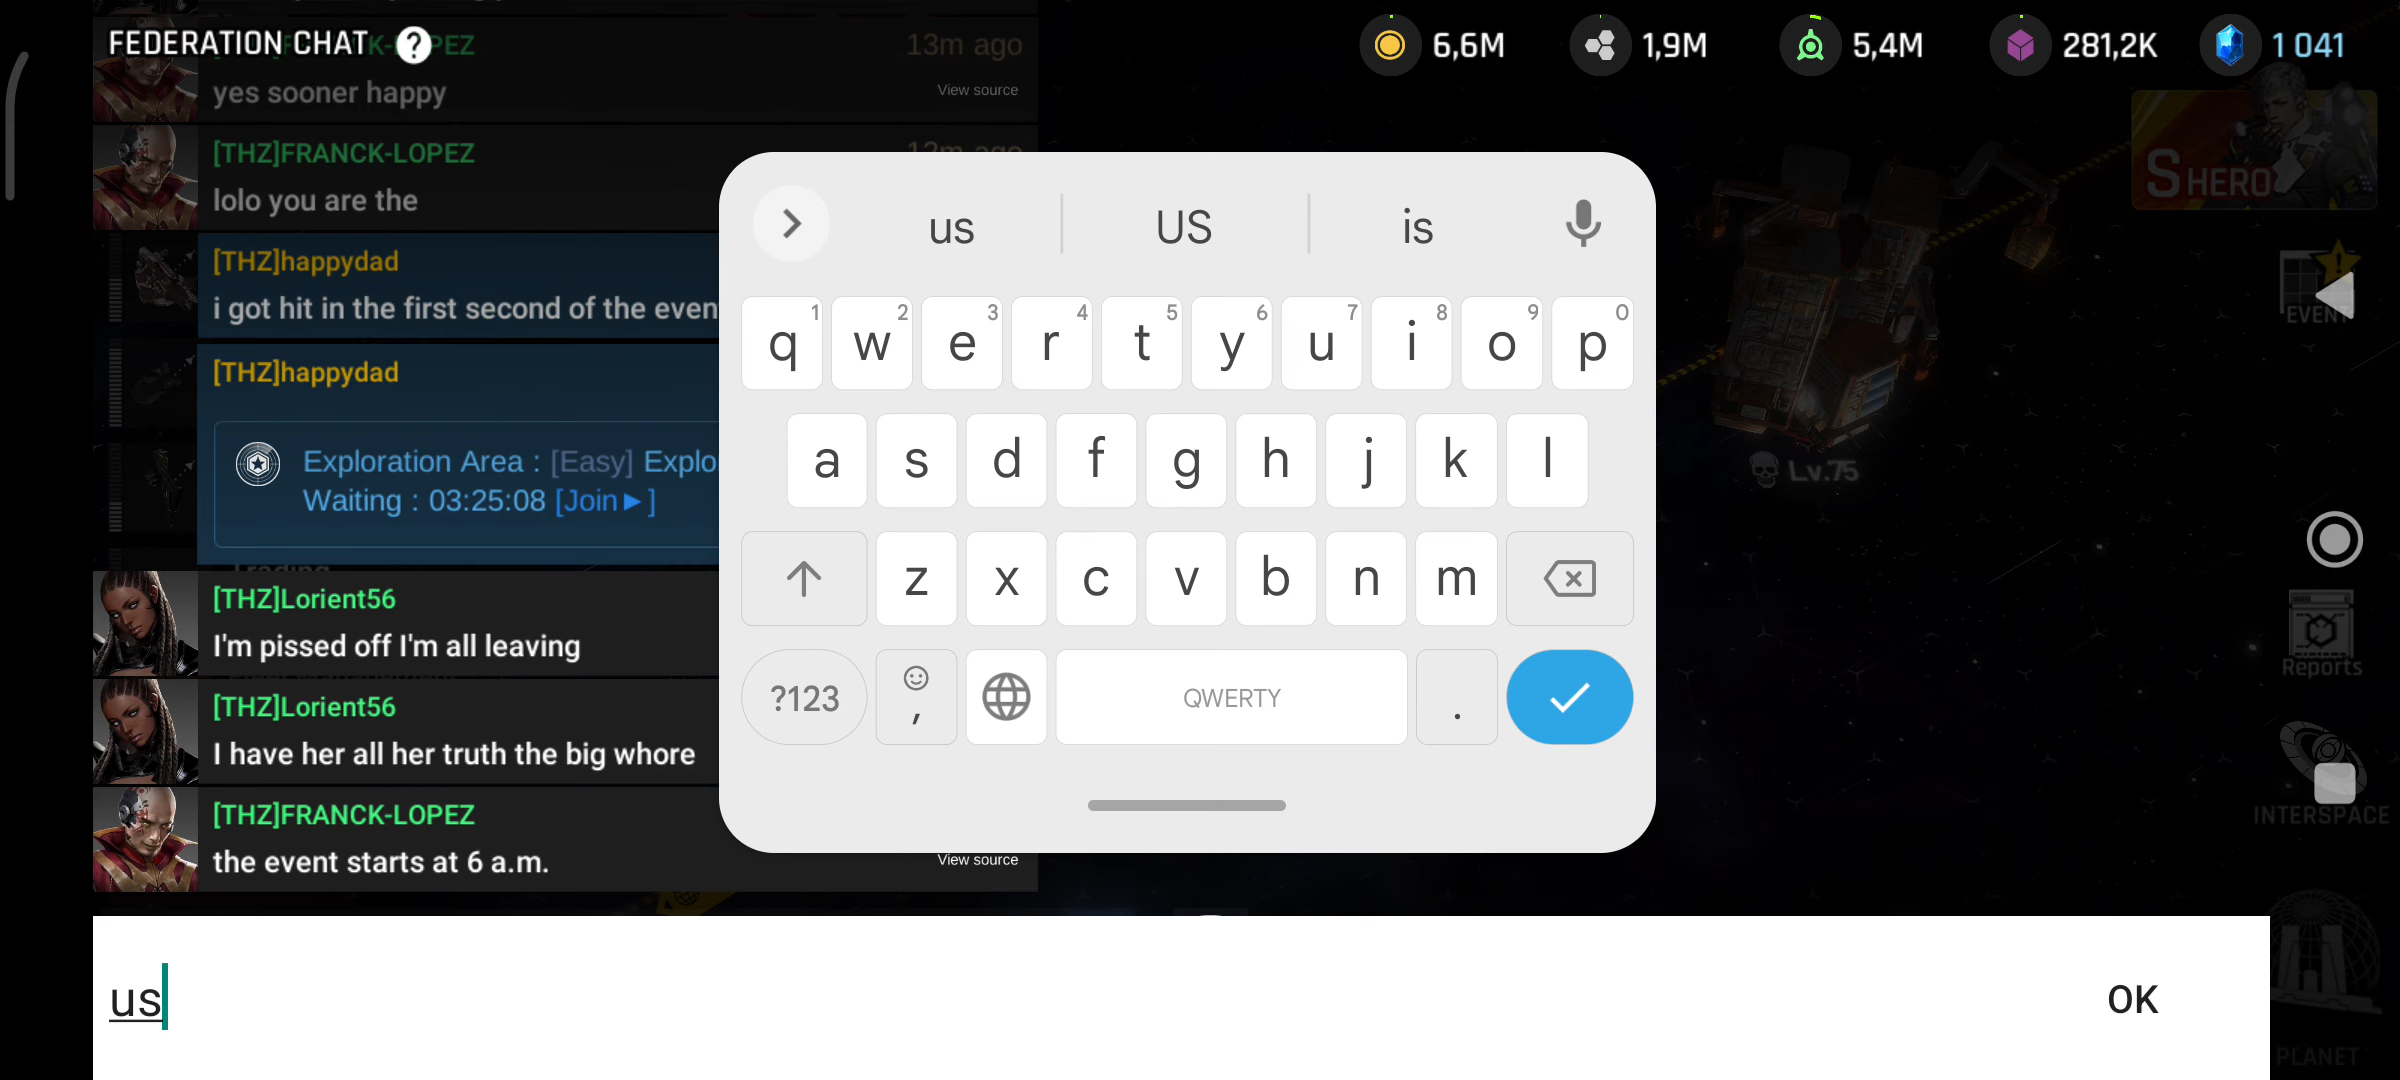 FEDERATION CHAT ?
6,6M
1,9M
5,4M
281,2K
1 041
13m ago
yes sooner happy
View source
[THZ]FRANCK-LOPEZ
12m ago
lolo you are the
[THZ]happydad
i got hit in the first second of the even
[THZ]happydad
Exploration Area : [Easy] Explo
Waiting : 03:25:08 [Join ▶ ]
Trading
[THZ]Lorient56
I'm pissed off I'm all leaving
[THZ]Lorient56
I have her all her truth the big whore
[THZ]FRANCK-LOPEZ
the event starts at 6 a.m.
View source
us
US
is
q 1 w 2 e 3 r 4 t 5 y 6 u 7 i 8 o 9 p 0
a s d f g h j k l
z x c v b n m
?123 , QWERTY .
S HERO
EVENT
Lv.75
Reports
INTERSPACE
PLANET
us
OK